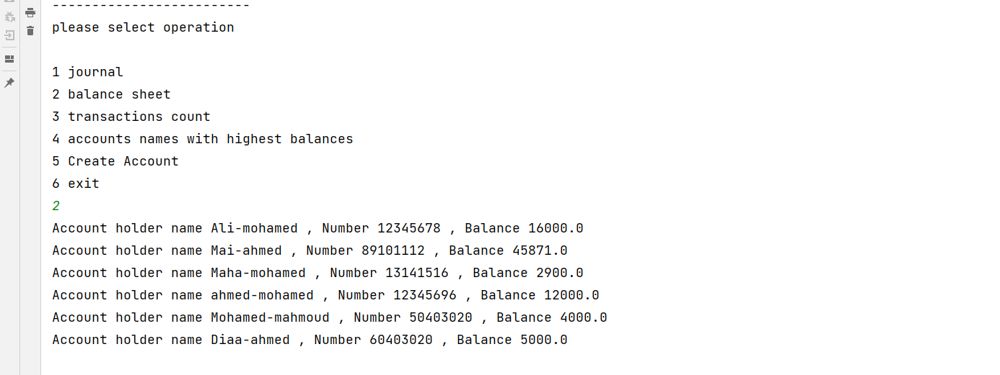 -------------------------
please select operation
1 journal
2 balance sheet
3 transactions count
4 accounts names with highest balances
5 Create Account
6 exit
2
Account holder name Ali-mohamed , Number 12345678 , Balance 16000.0
Account holder name Mai-ahmed , Number 89101112 , Balance 45871.0
Account holder name Maha-mohamed , Number 13141516 , Balance 2900.0
Account holder name ahmed-mohamed , Number 12345696 , Balance 12000.0
Account holder name Mohamed-mahmoud , Number 50403020 , Balance 4000.0
Account holder name Diaa-ahmed , Number 60403020 , Balance 5000.0